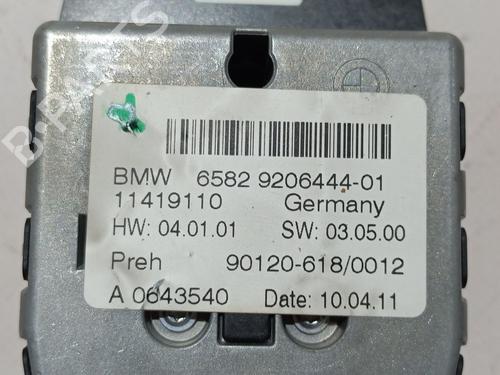 BMW 6582 9206444-01
11419110 Germany
HW: 04.01.01 SW: 03.05.00
Preh 90120-618/0012
A 0643540 Date: 10.04.11
B-PARTS